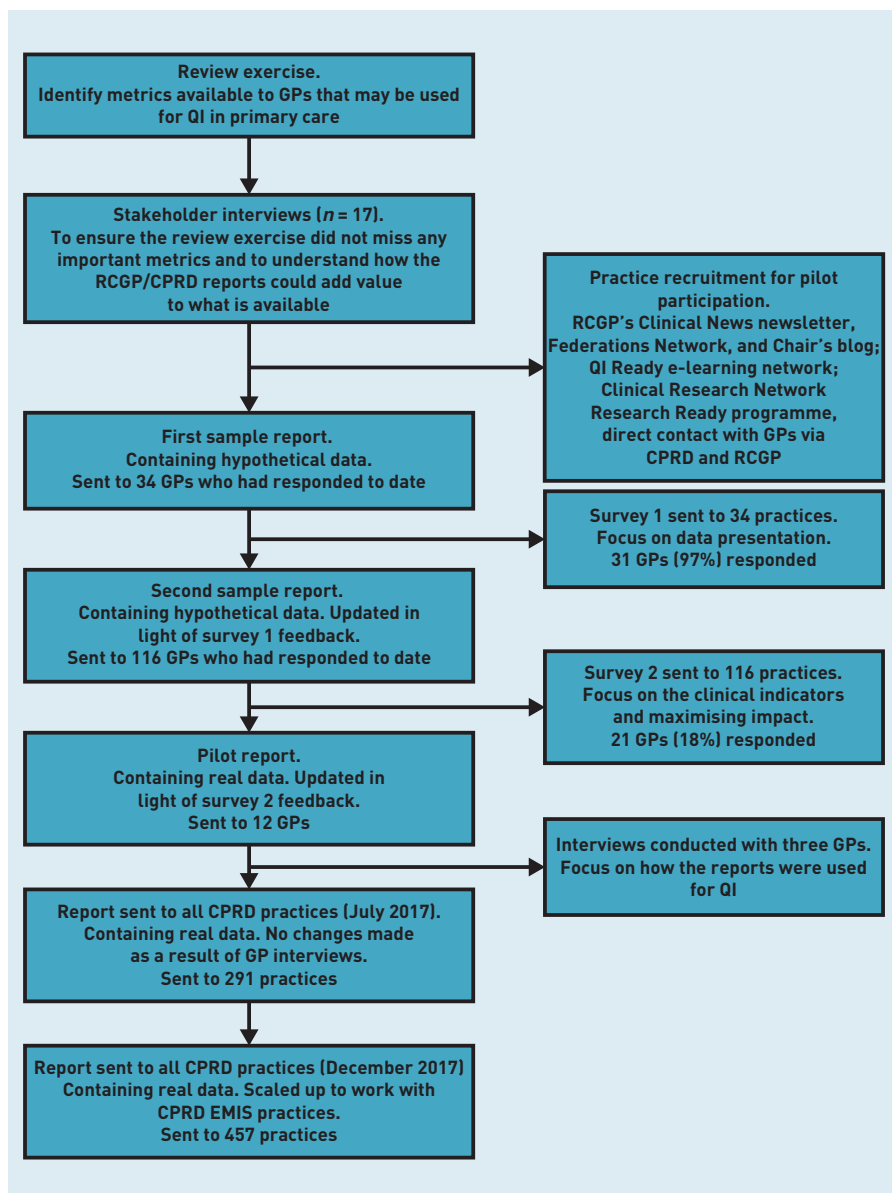 Review exercise.
Identify metrics available to GPs that may be used
for QI in primary care
Stakeholder interviews (n = 17).
To ensure the review exercise did not miss any
important metrics and to understand how the
RCGP/CPRD reports could add value
to what is available
Practice recruitment for pilot
participation.
RCGP's Clinical News newsletter,
Federations Network, and Chair's blog;
QI Ready e-learning network;
Clinical Research Network
Research Ready programme,
direct contact with GPs via
CPRD and RCGP
First sample report.
Containing hypothetical data.
Sent to 34 GPs who had responded to date
Survey 1 sent to 34 practices.
Focus on data presentation.
31 GPs (97%) responded
Second sample report.
Containing hypothetical data. Updated in
light of survey 1 feedback.
Sent to 116 GPs who had responded to date
Survey 2 sent to 116 practices.
Focus on the clinical indicators
and maximising impact.
21 GPs (18%) responded
Pilot report.
Containing real data. Updated in
light of survey 2 feedback.
Sent to 12 GPs
Interviews conducted with three GPs.
Focus on how the reports were used
for QI
Report sent to all CPRD practices (July 2017).
Containing real data. No changes made
as a result of GP interviews.
Sent to 291 practices
Report sent to all CPRD practices (December 2017)
Containing real data. Scaled up to work with
CPRD EMIS practices.
Sent to 457 practices